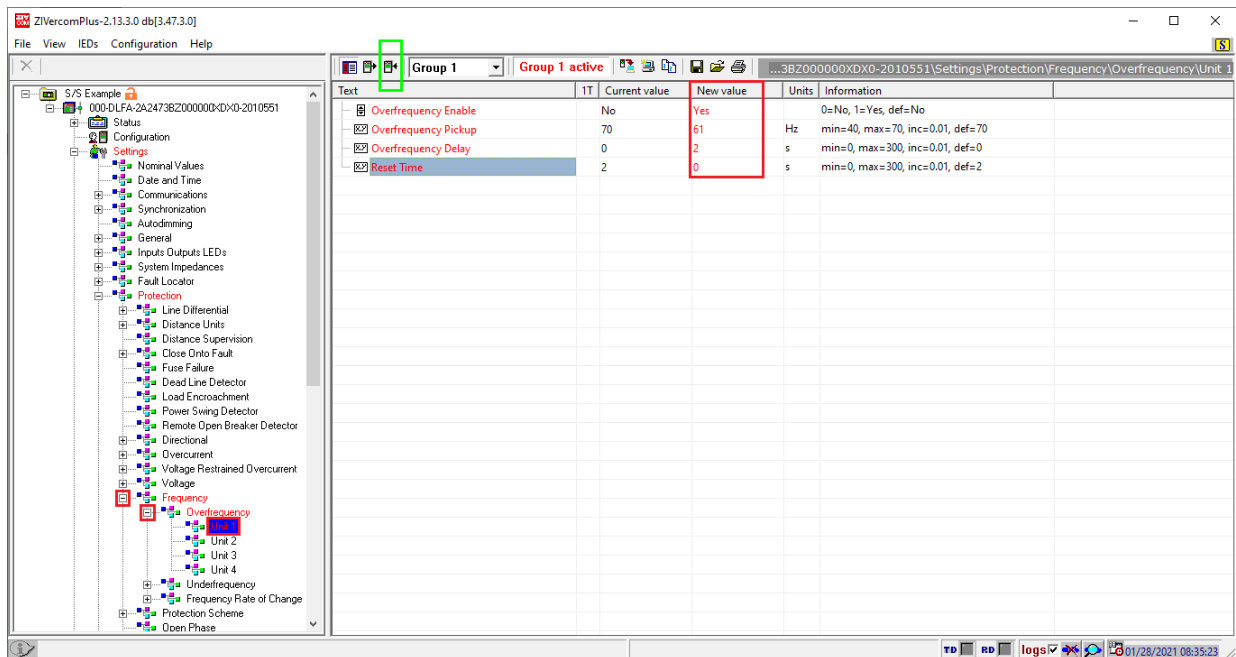 ZIVercomPlus-2.13.3.0 db[3.47.3.0]
File View IEDs Configuration Help
S
Group 1 Group 1 active ...3BZ000000XDX0-2010551\Settings\Protection\Frequency\Overfrequency\Unit 1
S/S Example
000-DLFA-2A2473BZ000000XDX0-2010551
Status
Configuration
Settings
Nominal Values
Date and Time
Communications
Synchronization
Autodimming
General
Inputs Outputs LEDs
System Impedances
Fault Locator
Protection
Line Differential
Distance Units
Distance Supervision
Close Onto Fault
Fuse Failure
Dead Line Detector
Load Encroachment
Power Swing Detector
Remote Open Breaker Detector
Directional
Overcurrent
Voltage Restrained Overcurrent
Voltage
Frequency
Overfrequency
Unit 1
Unit 2
Unit 3
Unit 4
Underfrequency
Frequency Rate of Change
Protection Scheme
Open Phase
Text 1T Current value New value Units Information
Overfrequency Enable No Yes 0=No, 1=Yes, def=No
Overfrequency Pickup 70 61 Hz min=40, max=70, inc=0.01, def=70
Overfrequency Delay 0 2 s min=0, max=300, inc=0.01, def=0
Reset Time 2 0 s min=0, max=300, inc=0.01, def=2
TD RD logs 01/28/2021 08:35:23